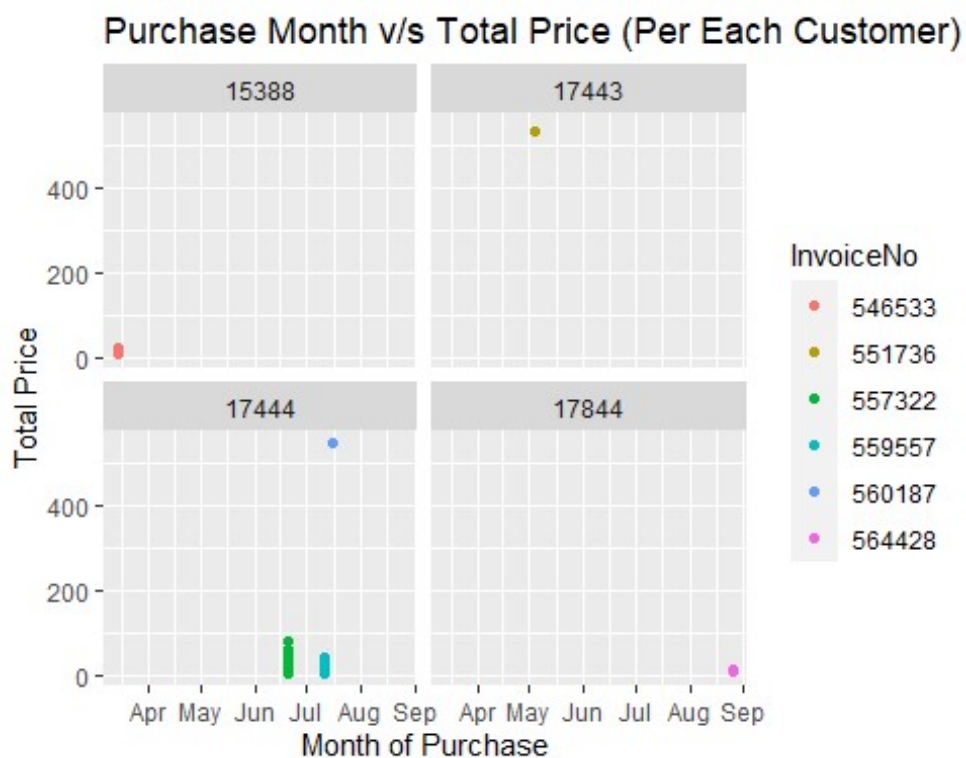 Purchase Month v/s Total Price (Per Each Customer)
15388
17443
400
200
0
17444
17844
400
200
0
Apr May Jun Jul Aug Sep
Apr May Jun Jul Aug Sep
Month of Purchase
Total Price
InvoiceNo
546533
551736
557322
559557
560187
564428